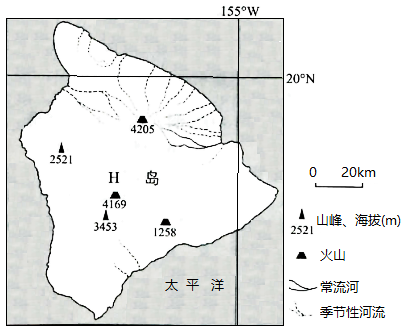 155°W
20°N
4205
2521
H 岛
4169
3453
1258
太平洋
0 20km
2521 山峰、海拔(m)
火山
常流河
季节性河流